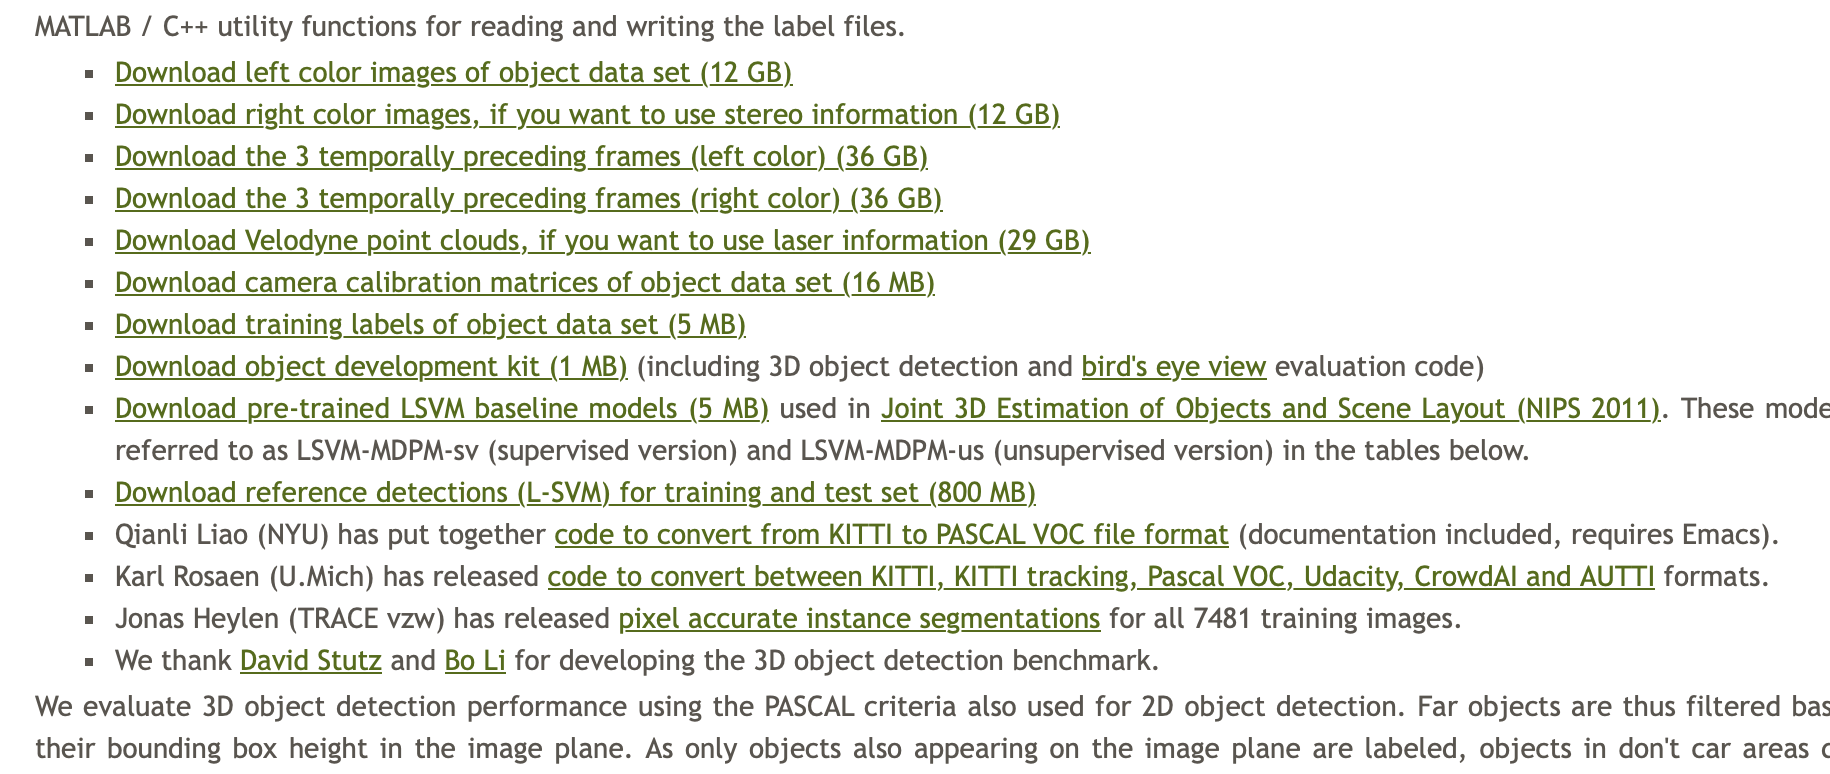 MATLAB / C++ utility functions for reading and writing the label files.
▪ Download left color images of object data set (12 GB)
▪ Download right color images, if you want to use stereo information (12 GB)
▪ Download the 3 temporally preceding frames (left color) (36 GB)
▪ Download the 3 temporally preceding frames (right color) (36 GB)
▪ Download Velodyne point clouds, if you want to use laser information (29 GB)
▪ Download camera calibration matrices of object data set (16 MB)
▪ Download training labels of object data set (5 MB)
▪ Download object development kit (1 MB) (including 3D object detection and bird's eye view evaluation code)
▪ Download pre-trained LSVM baseline models (5 MB) used in Joint 3D Estimation of Objects and Scene Layout (NIPS 2011). These
referred to as LSVM-MDPM-sv (supervised version) and LSVM-MDPM-us (unsupervised version) in the tables below.
▪ Download reference detections (L-SVM) for training and test set (800 MB)
▪ Qianli Liao (NYU) has put together code to convert from KITTI to PASCAL VOC file format (documentation included, requires Emacs).
▪ Karl Rosaen (U.Mich) has released code to convert between KITTI, KITTI tracking, Pascal VOC, Udacity, CrowdAI and AUTTI formats.
▪ Jonas Heylen (TRACE vzw) has released pixel accurate instance segmentations for all 7481 training images.
▪ We thank David Stutz and Bo Li for developing the 3D object detection benchmark.
We evaluate 3D object detection performance using the PASCAL criteria also used for 2D object detection. Far objects are thus filtered
their bounding box height in the image plane. As only objects also appearing on the image plane are labeled, objects in don't car areas